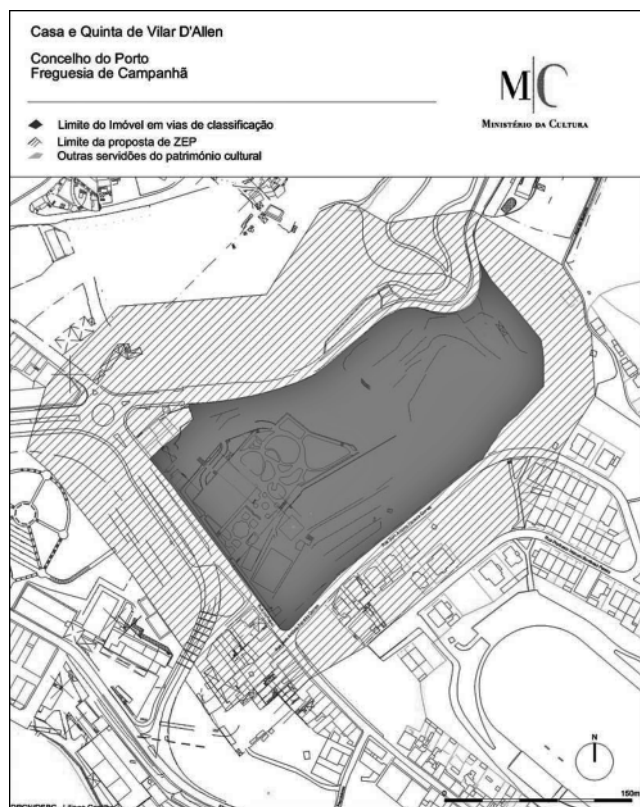 Casa e Quinta de Vilar D'Allen
Concelho do Porto
Freguesia de Campanhã
M|C
MINISTÉRIO DA CULTURA
Limite do Imóvel em vias de classificação
Limite da proposta de ZEP
Outras servidões do património cultural
N
0
150m